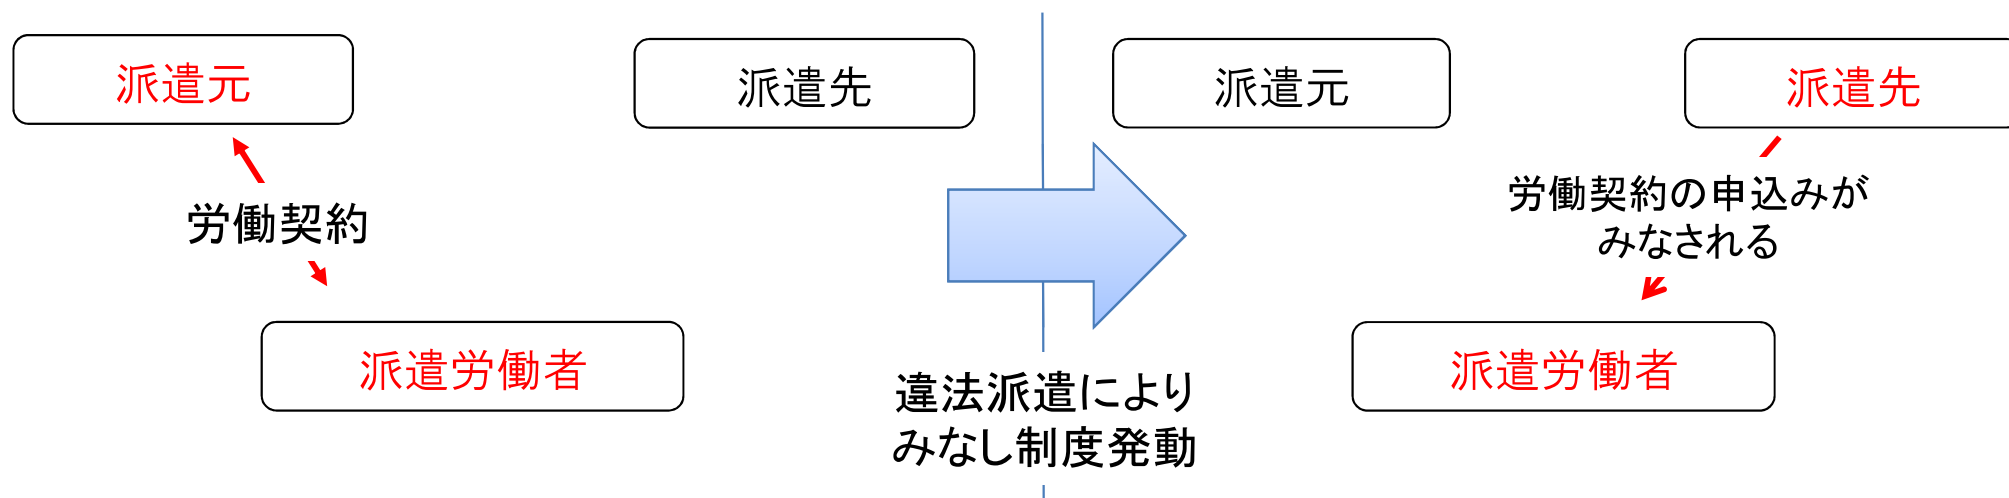 派遣元
派遣先
労働契約
派遣労働者
違法派遣により
みなし制度発動
派遣元
派遣先
労働契約の申込みが
みなされる
派遣労働者